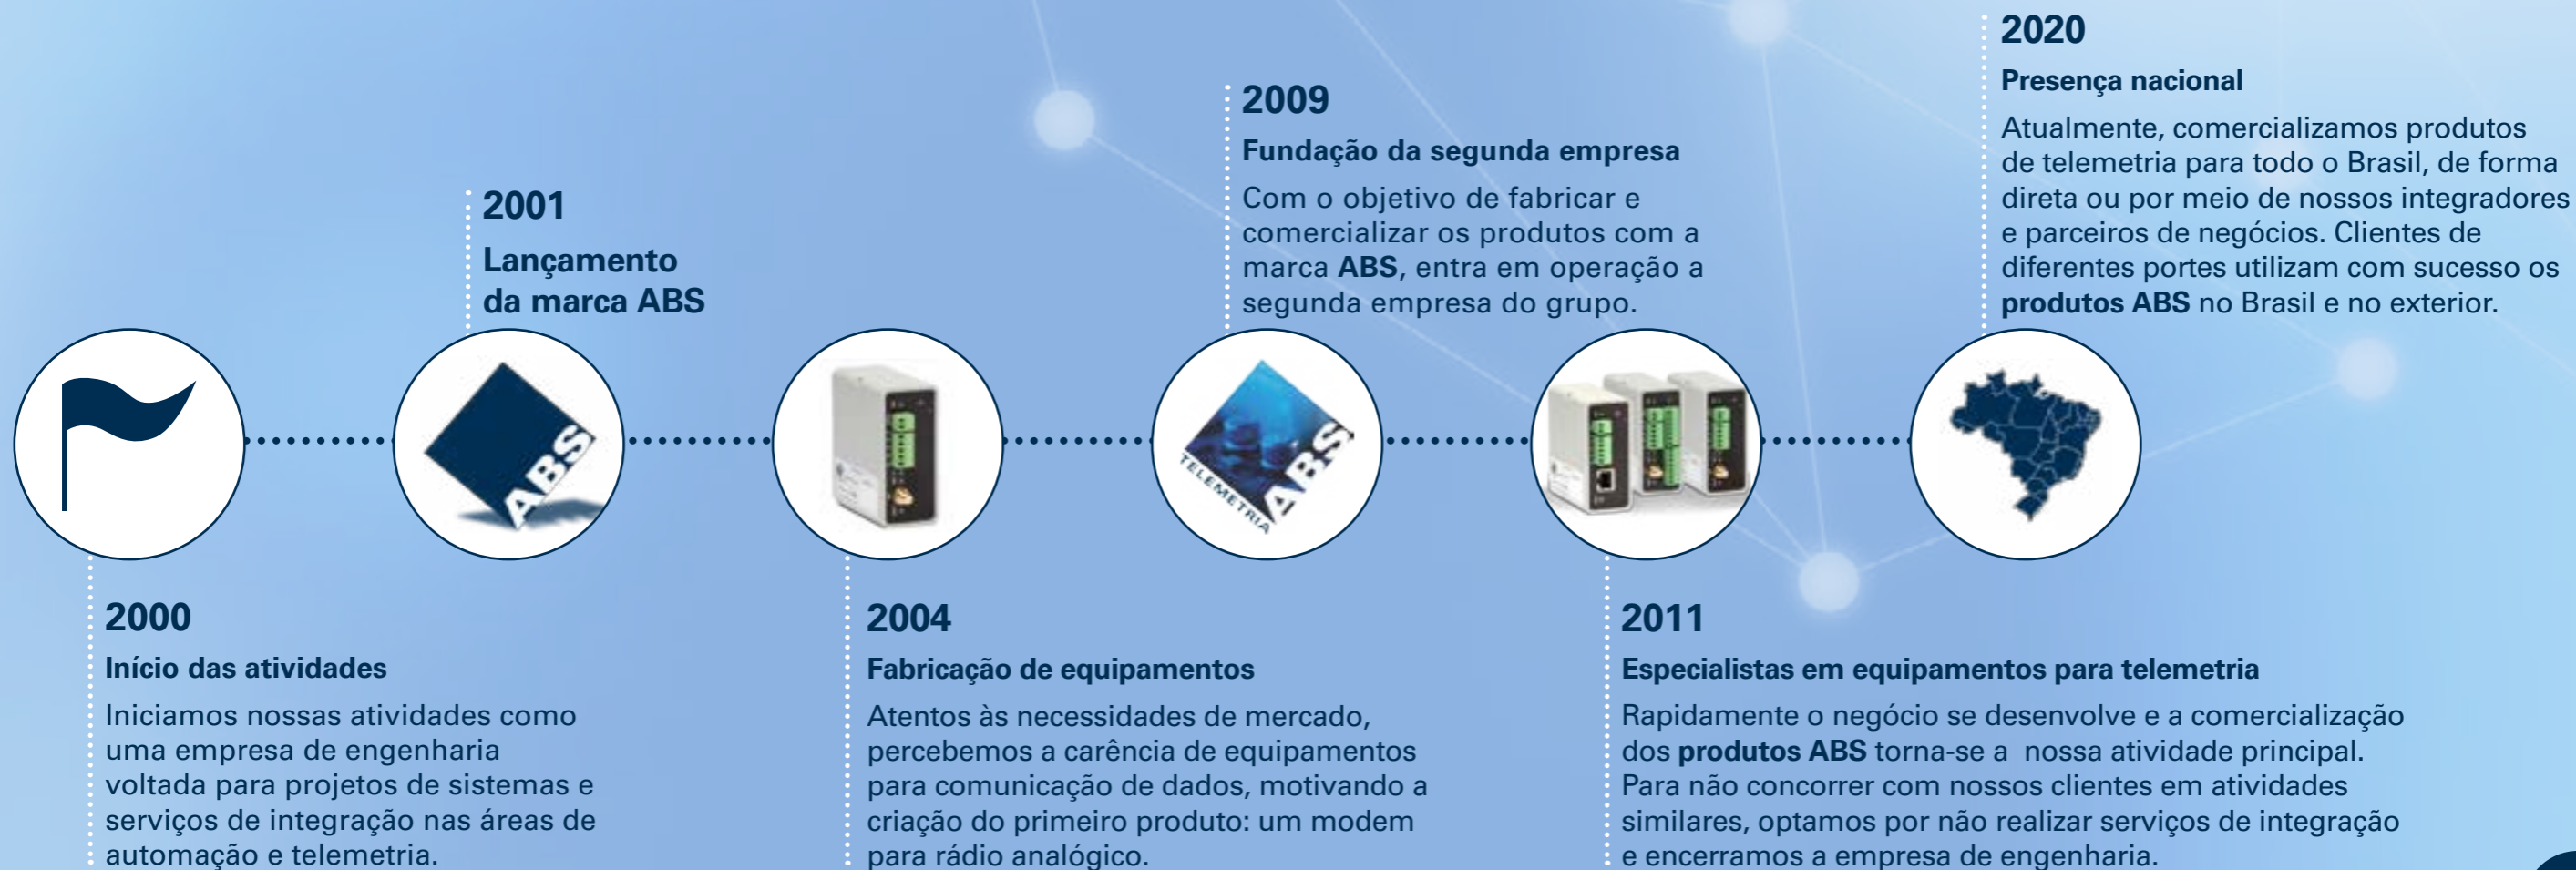 2000
Início das atividades
Iniciamos nossas atividades como
uma empresa de engenharia
voltada para projetos de sistemas e
serviços de integração nas áreas de
automação e telemetria.
2001
Lançamento
da marca ABS
ABS
2004
Fabricação de equipamentos
Atentos às necessidades de mercado,
percebemos a carência de equipamentos
para comunicação de dados, motivando a
criação do primeiro produto: um modem
para rádio analógico.
2009
Fundação da segunda empresa
Com o objetivo de fabricar e
comercializar os produtos com a
marca ABS, entra em operação a
segunda empresa do grupo.
TELEMETRIA
ABS
2011
Especialistas em equipamentos para telemetria
Rapidamente o negócio se desenvolve e a comercialização
dos produtos ABS torna-se a nossa atividade principal.
Para não concorrer com nossos clientes em atividades
similares, optamos por não realizar serviços de integração
e encerramos a empresa de engenharia.
2020
Presença nacional
Atualmente, comercializamos produtos
de telemetria para todo o Brasil, de forma
direta ou por meio de nossos integradores
e parceiros de negócios. Clientes de
diferentes portes utilizam com sucesso os
produtos ABS no Brasil e no exterior.